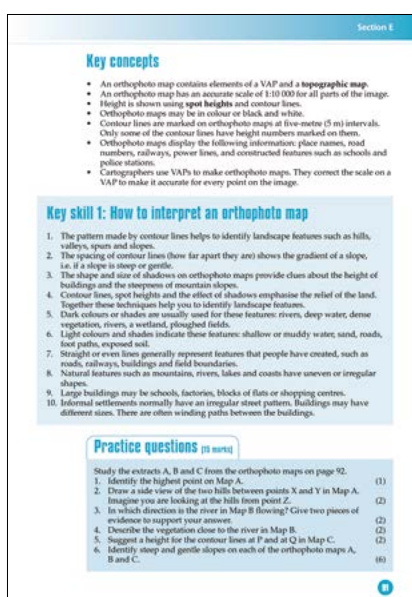 Section E
Key concepts
• An orthophoto map contains elements of a VAP and a topographic map.
• An orthophoto map has an accurate scale of 1:10 000 for all parts of the image.
• Height is shown using spot heights and contour lines.
• Orthophoto maps may be in colour or black and white.
• Contour lines are marked on orthophoto maps at five-metre (5 m) intervals.
Only some of the contour lines have height numbers marked on them.
• Orthophoto maps display the following information: place names, road
numbers, railways, power lines, and constructed features such as schools and
police stations.
• Cartographers use VAPs to make orthophoto maps. They correct the scale on a
VAP to make it accurate for every point on the image.
Key skill 1: How to interpret an orthophoto map
1. The pattern made by contour lines helps to identify landscape features such as hills,
valleys, spurs and slopes.
2. The spacing of contour lines (how far apart they are) shows the gradient of a slope,
i.e. if a slope is steep or gentle.
3. The shape and size of shadows on orthophoto maps provide clues about the height of
buildings and the steepness of mountain slopes.
4. Contour lines, spot heights and the effect of shadows emphasise the relief of the land.
Together these techniques help you to identify landscape features.
5. Dark colours or shades are usually used for these features: rivers, deep water, dense
vegetation, rivers, a wetland, ploughed fields.
6. Light colours and shades indicate these features: shallow or muddy water, sand, roads,
foot paths, exposed soil.
7. Straight or even lines generally represent features that people have created, such as
roads, railways, buildings and field boundaries.
8. Natural features such as mountains, rivers, lakes and coasts have uneven or irregular
shapes.
9. Large buildings may be schools, factories, blocks of flats or shopping centres.
10. Informal settlements normally have an irregular street pattern. Buildings may have
different sizes. There are often winding paths between the buildings.
Practice questions [15 marks]
Study the extracts A, B and C from the orthophoto maps on page 92.
1. Identify the highest point on Map A. (1)
2. Draw a side view of the two hills between points X and Y in Map A.
Imagine you are looking at the hills from point Z. (2)
3. In which direction is the river in Map B flowing? Give two pieces of
evidence to support your answer. (2)
4. Describe the vegetation close to the river in Map B. (2)
5. Suggest a height for the contour lines at P and at Q in Map C. (2)
6. Identify steep and gentle slopes on each of the orthophoto maps A,
B and C. (6)
91